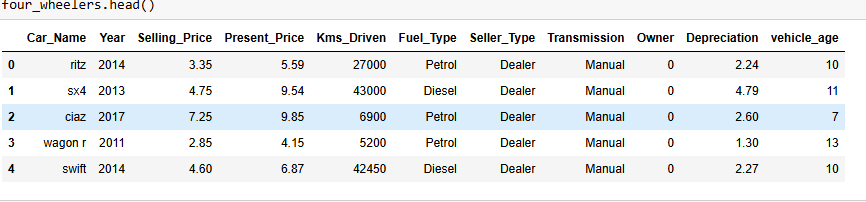 four_wheelers.head()
Car_Name Year Selling_Price Present_Price Kms_Driven Fuel_Type Seller_Type Transmission Owner Depreciation vehicle_age
0 ritz 2014 3.35 5.59 27000 Petrol Dealer Manual 0 2.24 10
1 sx4 2013 4.75 9.54 43000 Diesel Dealer Manual 0 4.79 11
2 ciaz 2017 7.25 9.85 6900 Petrol Dealer Manual 0 2.60 7
3 wagon r 2011 2.85 4.15 5200 Petrol Dealer Manual 0 1.30 13
4 swift 2014 4.60 6.87 42450 Diesel Dealer Manual 0 2.27 10